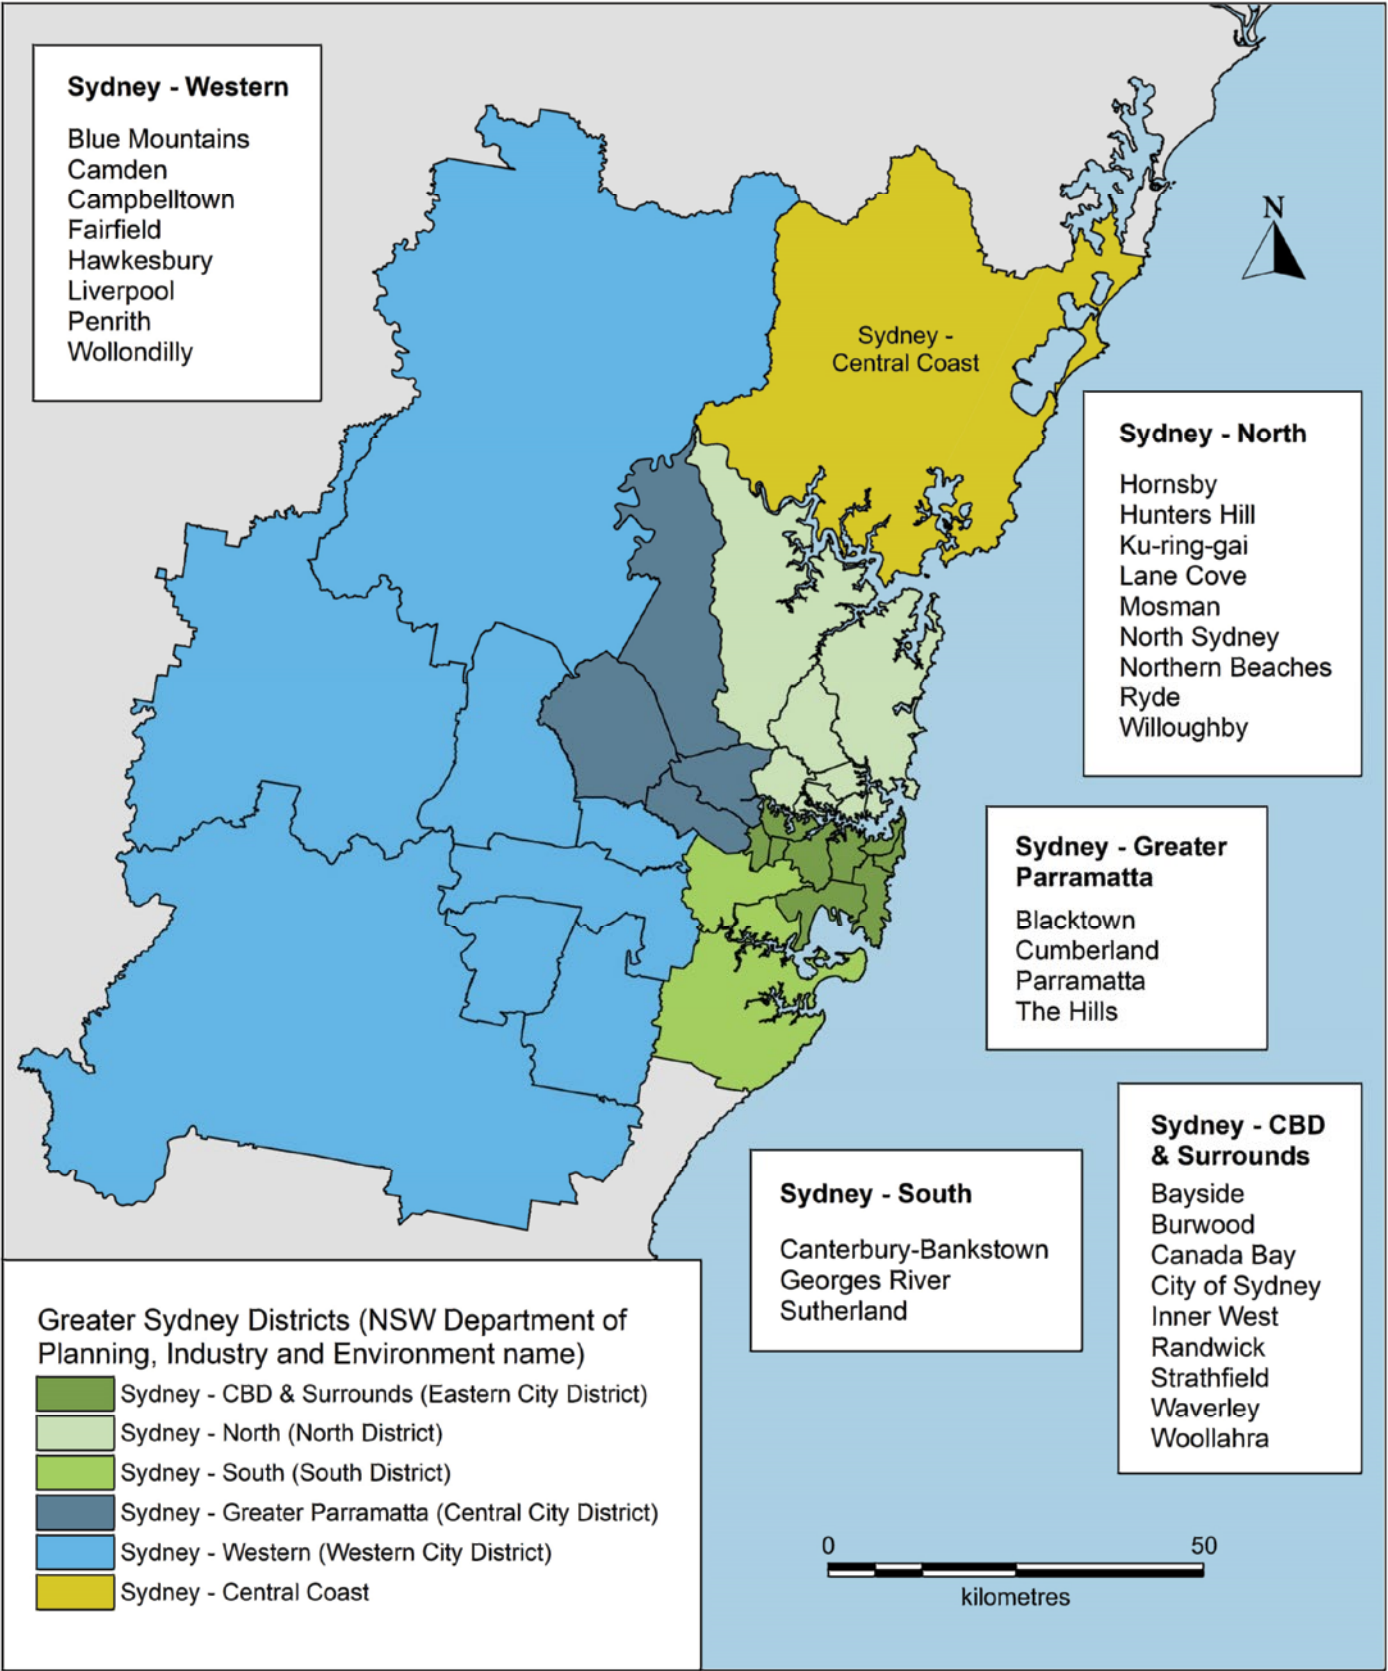 Sydney - Western
Blue Mountains
Camden
Campbelltown
Fairfield
Hawkesbury
Liverpool
Penrith
Wollondilly
N
Sydney -
Central Coast
Sydney - North
Hornsby
Hunters Hill
Ku-ring-gai
Lane Cove
Mosman
North Sydney
Northern Beaches
Ryde
Willoughby
Sydney - Greater
Parramatta
Blacktown
Cumberland
Parramatta
The Hills
Sydney - CBD
& Surrounds
Bayside
Burwood
Canada Bay
City of Sydney
Inner West
Randwick
Strathfield
Waverley
Woollahra
Sydney - South
Canterbury-Bankstown
Georges River
Sutherland
Greater Sydney Districts (NSW Department of
Planning, Industry and Environment name)
Sydney - CBD & Surrounds (Eastern City District)
Sydney - North (North District)
Sydney - South (South District)
Sydney - Greater Parramatta (Central City District)
Sydney - Western (Western City District)
Sydney - Central Coast
0 50
kilometres